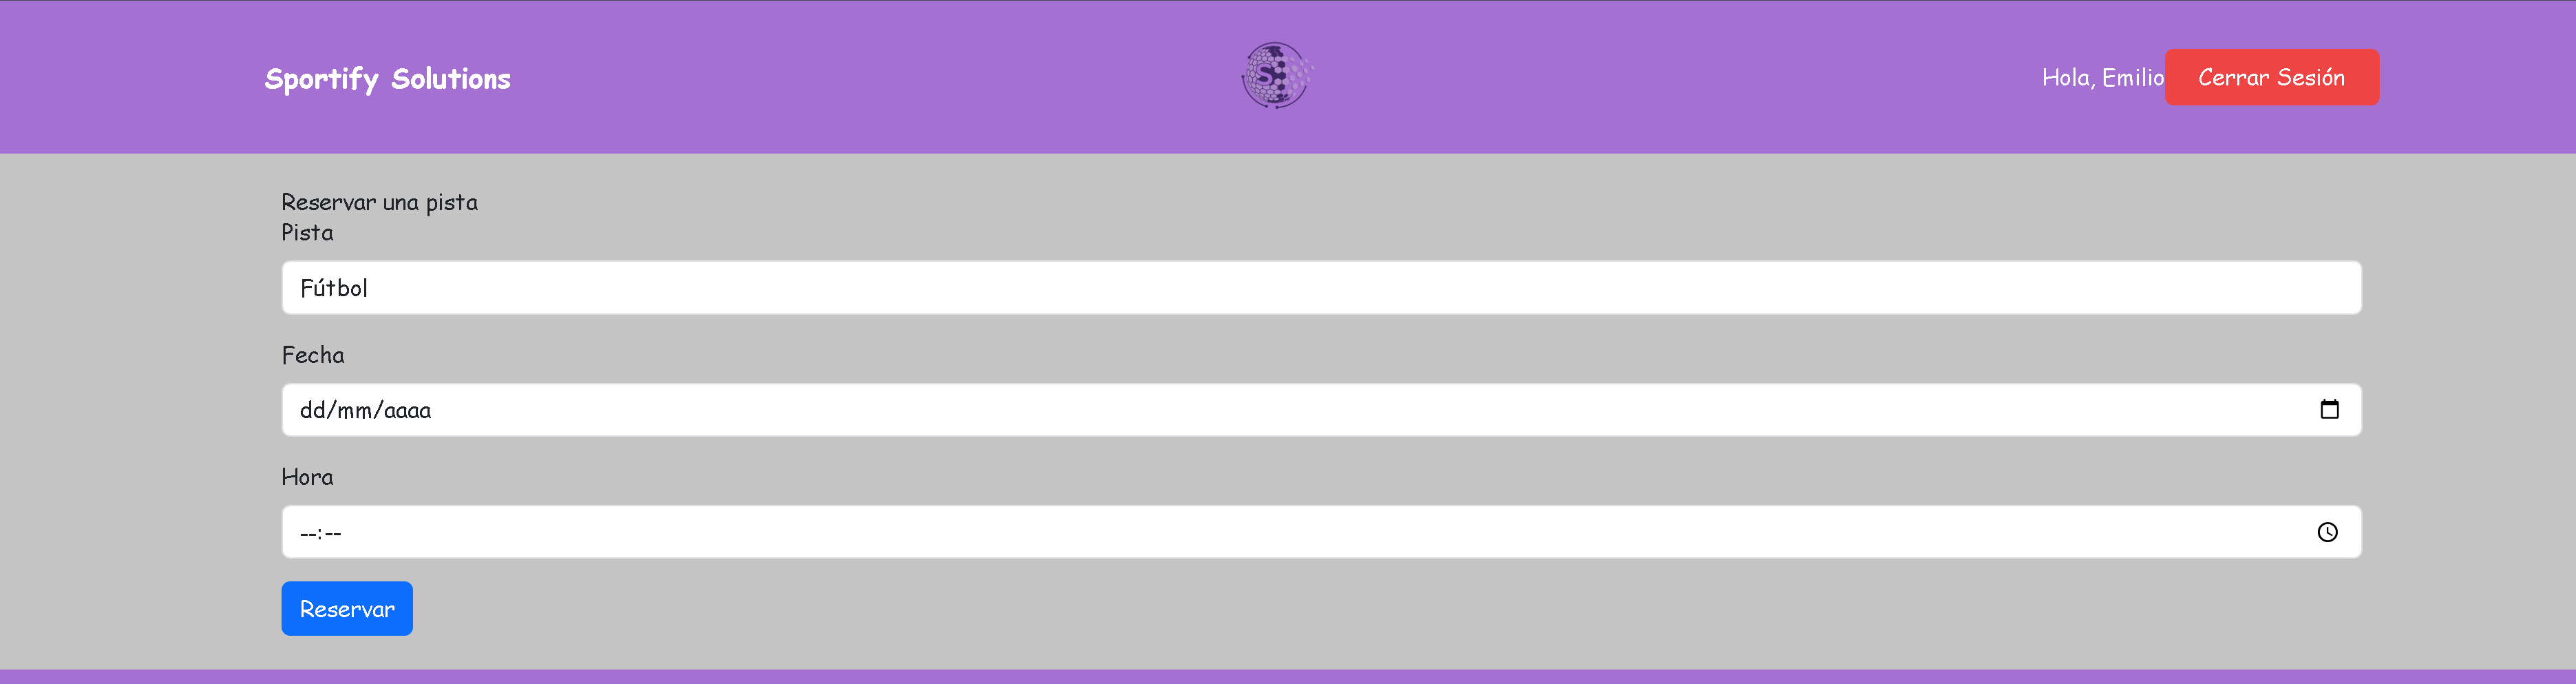 Sportify Solutions
S
Hola, Emilio
Cerrar Sesión
Reservar una pista
Pista
Fútbol
Fecha
dd/mm/aaaa
Hora
--:--
Reservar